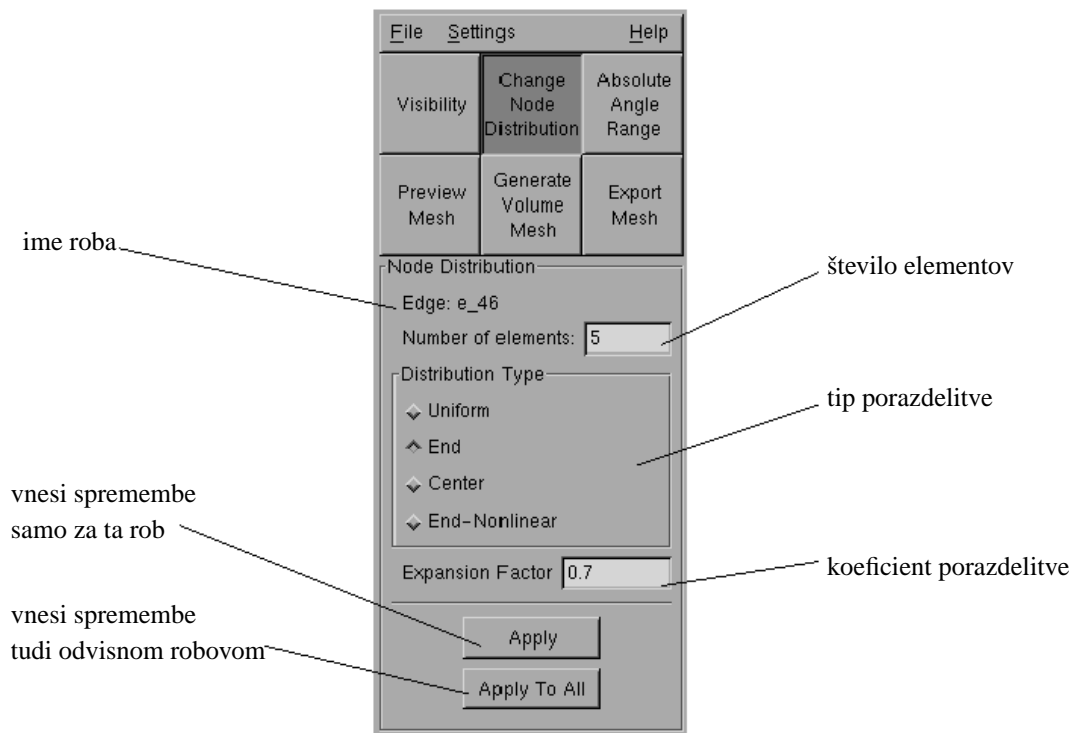 File Settings Help
Visibility
Change
Node
Distribution
Absolute
Angle
Range
Preview
Mesh
Generate
Volume
Mesh
Export
Mesh
ime roba
Node Distribution
Edge: e_46
število elementov
Number of elements: 5
Distribution Type
tip porazdelitve
Uniform
End
Center
End-Nonlinear
vnesi spremembe
samo za ta rob
Expansion Factor 0.7
koeficient porazdelitve
vnesi spremembe
tudi odvisnom robovom
Apply
Apply To All